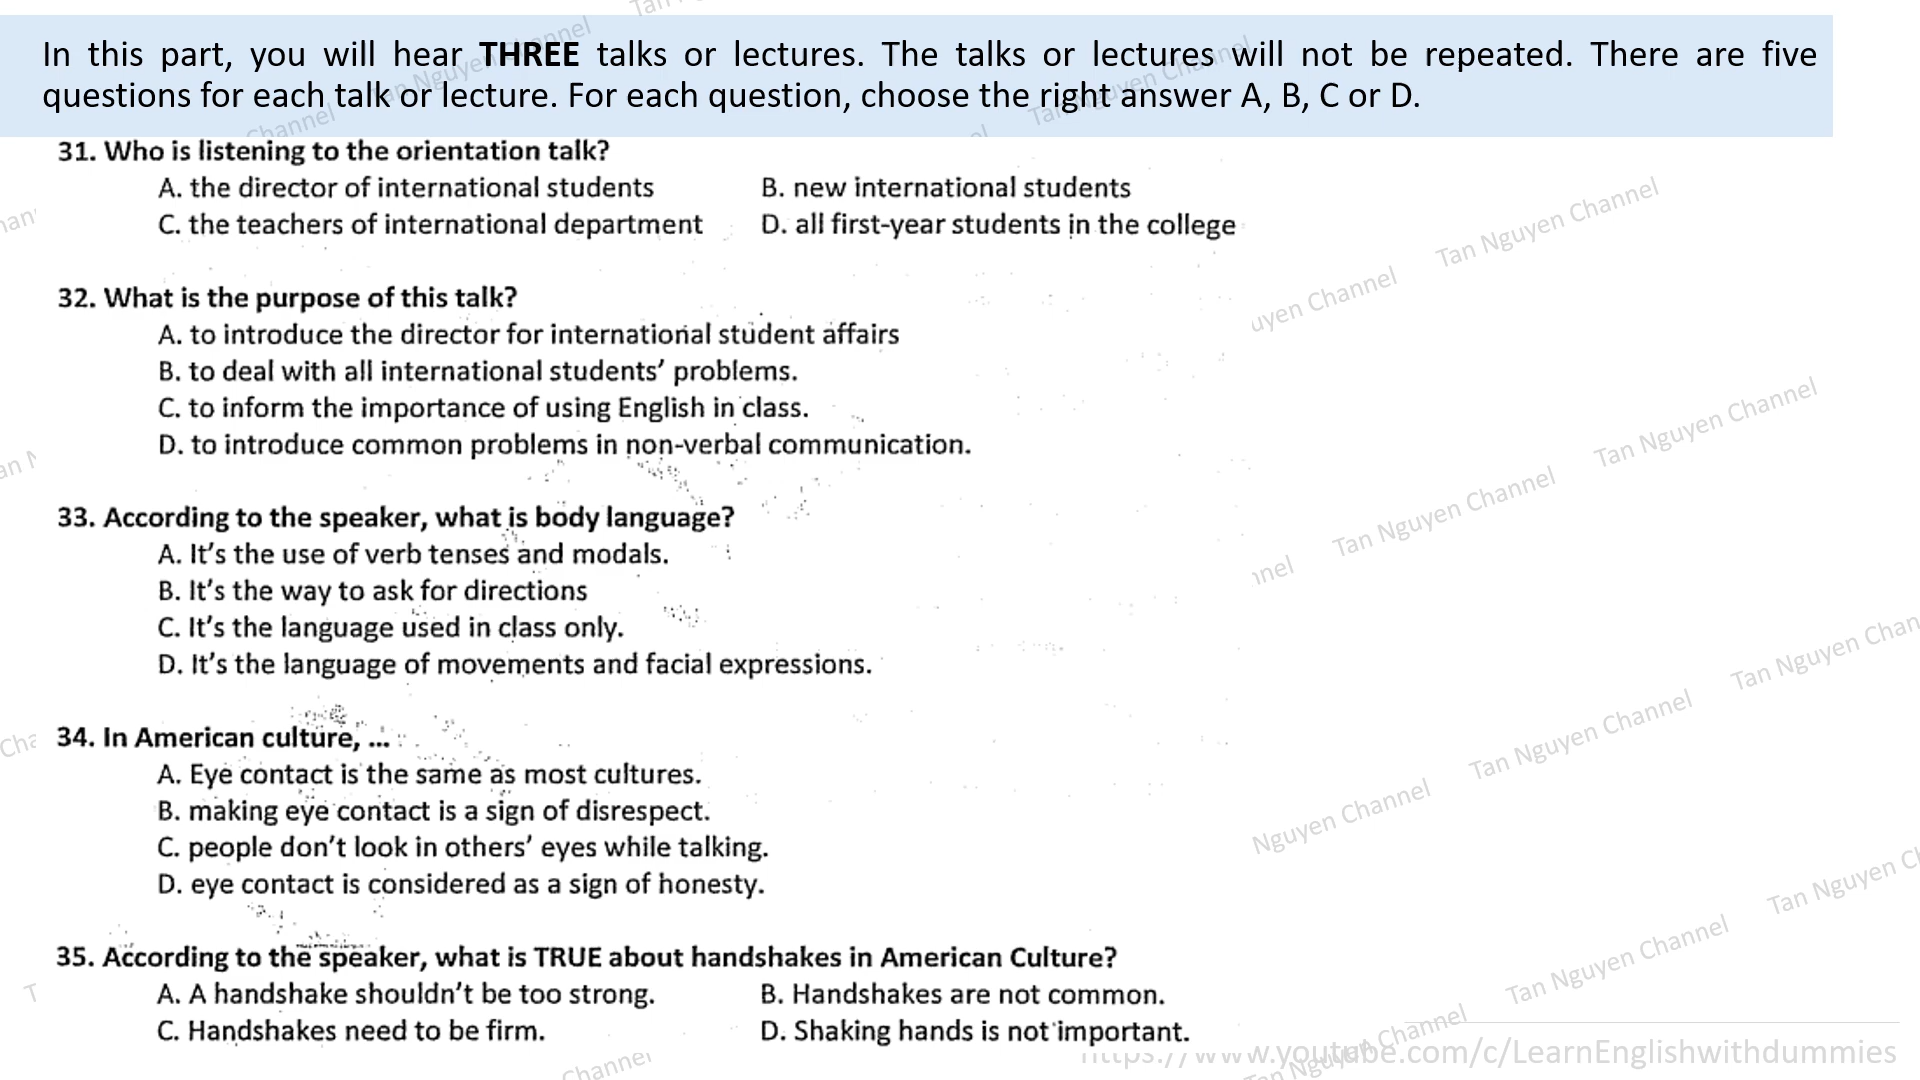 In this part, you will hear THREE talks or lectures. The talks or lectures will not be repeated. There are five
questions for each talk or lecture. For each question, choose the right answer A, B, C or D.
31. Who is listening to the orientation talk?
A. the director of international students B. new international students
C. the teachers of international department D. all first-year students in the college
32. What is the purpose of this talk?
A. to introduce the director for international student affairs
B. to deal with all international students' problems.
C. to inform the importance of using English in class.
D. to introduce common problems in non-verbal communication.
33. According to the speaker, what is body language?
A. It's the use of verb tenses and modals.
B. It's the way to ask for directions
C. It's the language used in class only.
D. It's the language of movements and facial expressions.
34. In American culture, ...
A. Eye contact is the same as most cultures.
B. making eye contact is a sign of disrespect.
C. people don't look in others' eyes while talking.
D. eye contact is considered as a sign of honesty.
35. According to the speaker, what is TRUE about handshakes in American Culture?
A. A handshake shouldn't be too strong. B. Handshakes are not common.
C. Handshakes need to be firm. D. Shaking hands is not important.
https://www.youtube.com/c/LearnEnglishwithdummies
Tan Nguyen Channel
Tan Nguyen Channel
Tan Nguyen Channel
Tan Nguyen Channel
Tan Nguyen Channel
Tan Nguyen Channel
Tan Nguyen Channel